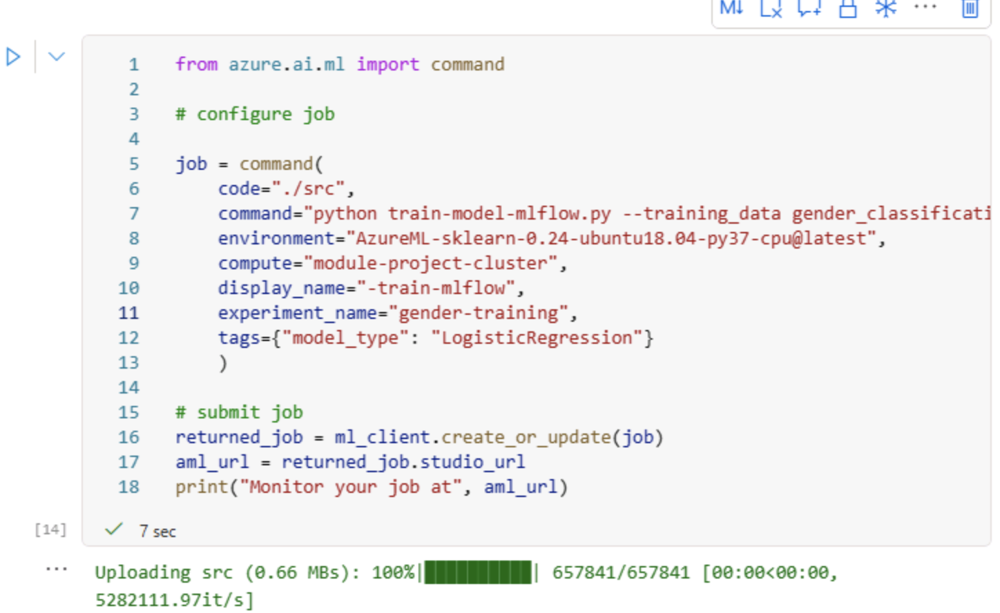 M↓
1 from azure.ai.ml import command
2
3 # configure job
4
5 job = command(
6 code="./src",
7 command="python train-model-mlflow.py --training_data gender_classificati
8 environment="AzureML-sklearn-0.24-ubuntu18.04-py37-cpu@latest",
9 compute="module-project-cluster",
10 display_name="-train-mlflow",
11 experiment_name="gender-training",
12 tags={"model_type": "LogisticRegression"}
13 )
14
15 # submit job
16 returned_job = ml_client.create_or_update(job)
17 aml_url = returned_job.studio_url
18 print("Monitor your job at", aml_url)
[14] ✓ 7 sec
... Uploading src (0.66 MBs): 100%|██████████| 657841/657841 [00:00<00:00,
5282111.97it/s]